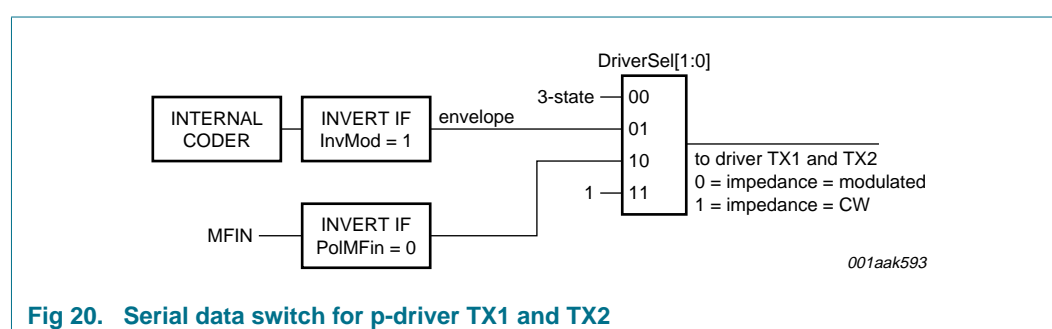 DriverSel[1:0]
3-state
00
INTERNAL
CODER
INVERT IF
InvMod = 1
envelope
01
10
1
11
to driver TX1 and TX2
0 = impedance = modulated
1 = impedance = CW
MFIN
INVERT IF
PolMFin = 0
001aak593
Fig 20. Serial data switch for p-driver TX1 and TX2